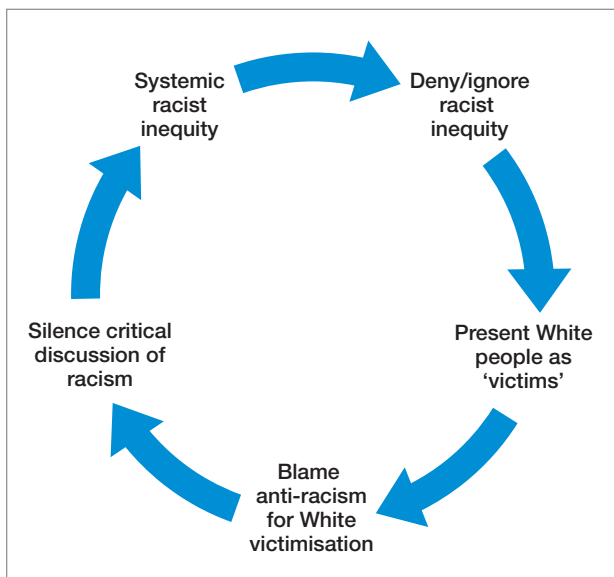 Systemic
racist
inequity
Deny/ignore
racist
inequity
Present White
people as
‘victims’
Blame
anti-racism
for White
victimisation
Silence critical
discussion of
racism